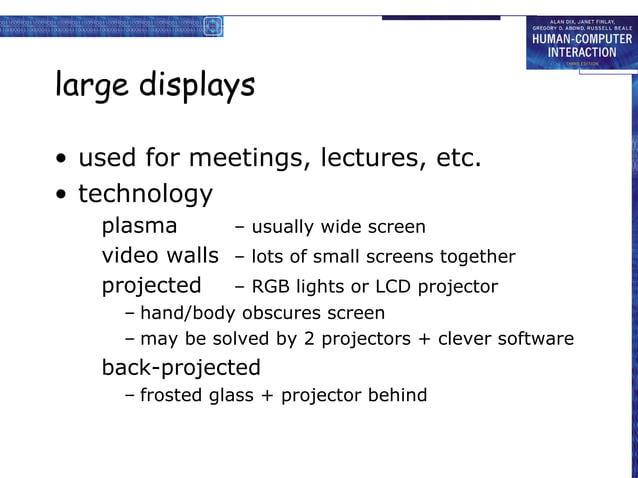 ALAN DIX, JANET FINLAY,
GREGORY D. ABOWD, RUSSELL BEALE
HUMAN-COMPUTER
INTERACTION
THIRD EDITION
large displays
• used for meetings, lectures, etc.
• technology
plasma – usually wide screen
video walls – lots of small screens together
projected – RGB lights or LCD projector
– hand/body obscures screen
– may be solved by 2 projectors + clever software
back-projected
– frosted glass + projector behind